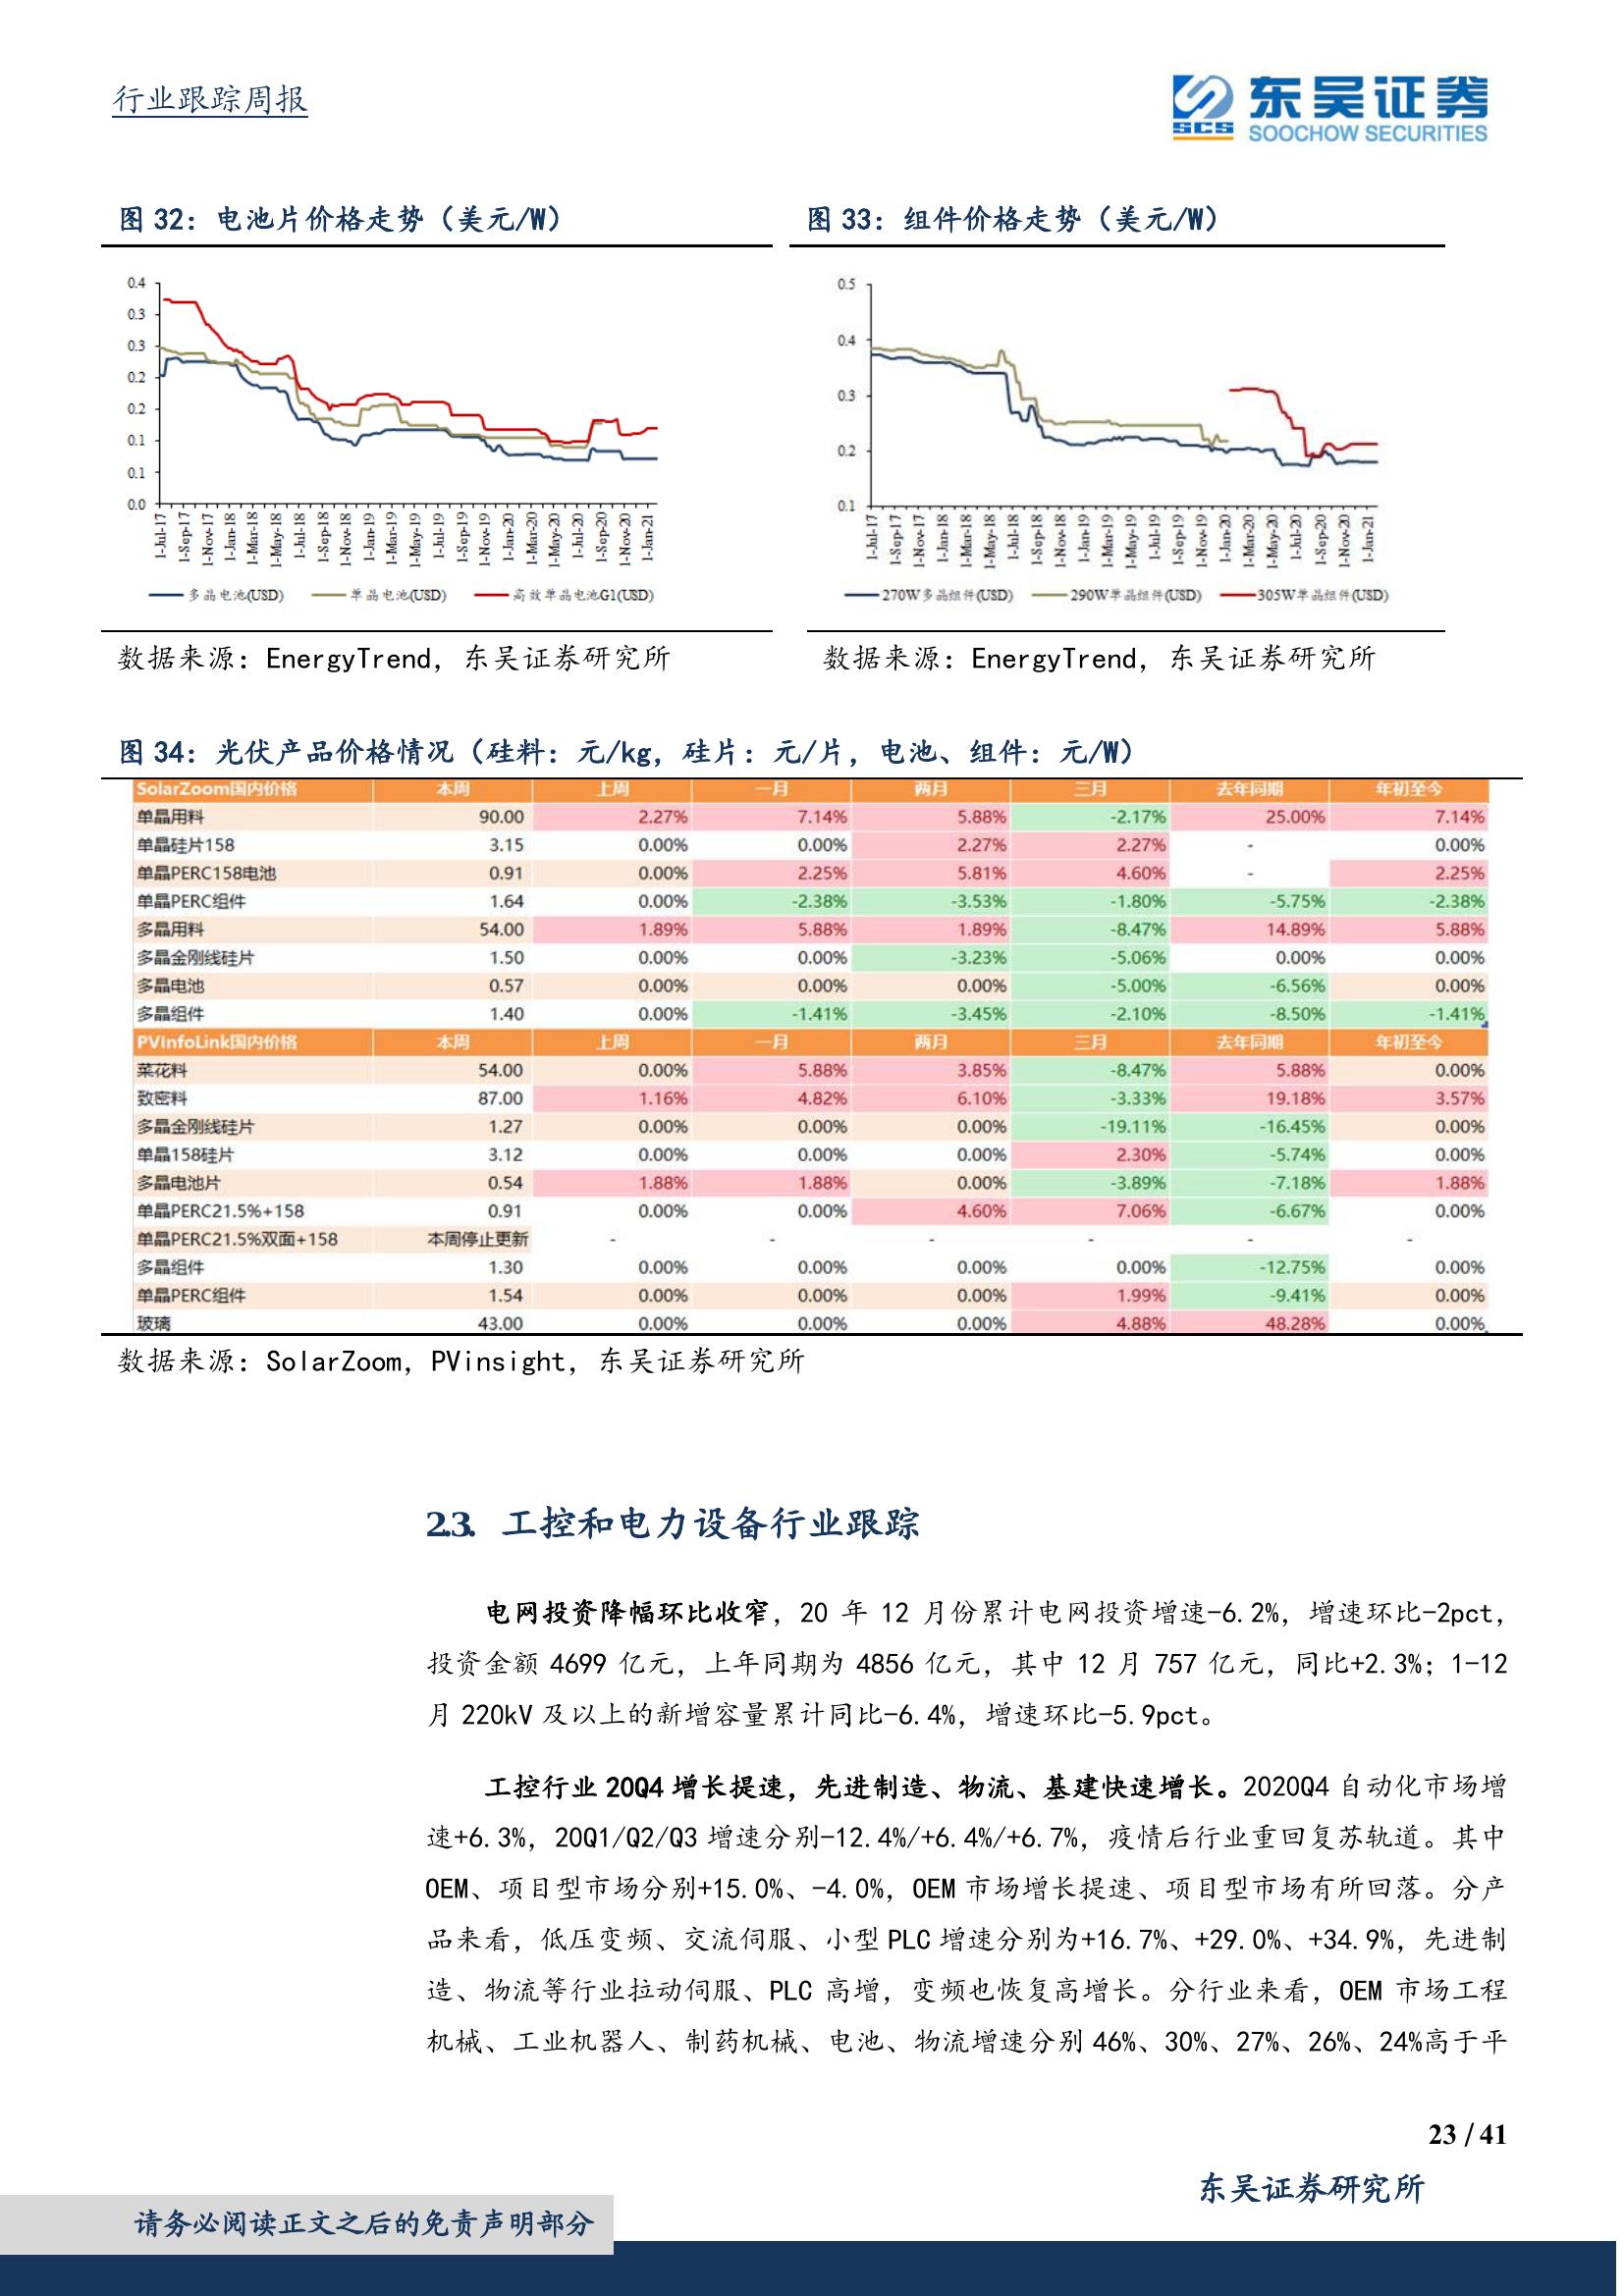 行业跟踪周报
东吴证券
SCS
SOOCHOW SECURITIES
图 32：电池片价格走势（美元/W）
0.4
0.3
0.3
0.2
0.2
0.1
0.1
0.0
1-Jul-17 1-Sep-17 1-Nov-17 1-Jan-18 1-Mar-18 1-May-18 1-Jul-18 1-Sep-18 1-Nov-18 1-Jan-19 1-Mar-19 1-May-19 1-Jul-19 1-Sep-19 1-Nov-19 1-Jan-20 1-Mar-20 1-May-20 1-Jul-20 1-Sep-20 1-Nov-20 1-Jan-21
多晶电池(USD) 单晶电池(USD) 高效单晶电池G1(USD)
数据来源：EnergyTrend，东吴证券研究所
图 33：组件价格走势（美元/W）
0.5
0.4
0.3
0.2
0.1
1-Jul-17 1-Sep-17 1-Nov-17 1-Jan-18 1-Mar-18 1-May-18 1-Jul-18 1-Sep-18 1-Nov-18 1-Jan-19 1-Mar-19 1-May-19 1-Jul-19 1-Sep-19 1-Nov-19 1-Jan-20 1-Mar-20 1-May-20 1-Jul-20 1-Sep-20 1-Nov-20 1-Jan-21
270W多晶组件(USD) 290W单晶组件(USD) 305W单晶组件(USD)
数据来源：EnergyTrend，东吴证券研究所
图 34：光伏产品价格情况（硅料：元/kg，硅片：元/片，电池、组件：元/W）
SolarZoom国内价格 本周 上周 一月 两月 三月 去年同期 年初至今
单晶用料 90.00 2.27% 7.14% 5.88% -2.17% 25.00% 7.14%
单晶硅片158 3.15 0.00% 0.00% 2.27% 2.27% - 0.00%
单晶PERC158电池 0.91 0.00% 2.25% 5.81% 4.60% - 2.25%
单晶PERC组件 1.64 0.00% -2.38% -3.53% -1.80% -5.75% -2.38%
多晶用料 54.00 1.89% 5.88% 1.89% -8.47% 14.89% 5.88%
多晶金刚线硅片 1.50 0.00% 0.00% -3.23% -5.06% 0.00% 0.00%
多晶电池 0.57 0.00% 0.00% 0.00% -5.00% -6.56% 0.00%
多晶组件 1.40 0.00% -1.41% -3.45% -2.10% -8.50% -1.41%
PVInfoLink国内价格 本周 上周 一月 两月 三月 去年同期 年初至今
菜花料 54.00 0.00% 5.88% 3.85% -8.47% 5.88% 0.00%
致密料 87.00 1.16% 4.82% 6.10% -3.33% 19.18% 3.57%
多晶金刚线硅片 1.27 0.00% 0.00% 0.00% -19.11% -16.45% 0.00%
单晶158硅片 3.12 0.00% 0.00% 0.00% 2.30% -5.74% 0.00%
多晶电池片 0.54 1.88% 1.88% 0.00% -3.89% -7.18% 1.88%
单晶PERC21.5%+158 0.91 0.00% 0.00% 4.60% 7.06% -6.67% 0.00%
单晶PERC21.5%双面+158 本周停止更新 - - - - - -
多晶组件 1.30 0.00% 0.00% 0.00% 0.00% -12.75% 0.00%
单晶PERC组件 1.54 0.00% 0.00% 0.00% 1.99% -9.41% 0.00%
玻璃 43.00 0.00% 0.00% 0.00% 4.88% 48.28% 0.00%
数据来源：SolarZoom，PVinsight，东吴证券研究所
2.3. 工控和电力设备行业跟踪
电网投资降幅环比收窄，20 年 12 月份累计电网投资增速-6.2%，增速环比-2pct，
投资金额 4699 亿元，上年同期为 4856 亿元，其中 12 月 757 亿元，同比+2.3%；1-12
月 220kV 及以上的新增容量累计同比-6.4%，增速环比-5.9pct。
工控行业 20Q4 增长提速，先进制造、物流、基建快速增长。2020Q4 自动化市场增
速+6.3%，20Q1/Q2/Q3 增速分别-12.4%/+6.4%/+6.7%，疫情后行业重回复苏轨道。其中
OEM、项目型市场分别+15.0%、-4.0%，OEM 市场增长提速、项目型市场有所回落。分产
品来看，低压变频、交流伺服、小型 PLC 增速分别为+16.7%、+29.0%、+34.9%，先进制
造、物流等行业拉动伺服、PLC 高增，变频也恢复高增长。分行业来看，OEM 市场工程
机械、工业机器人、制药机械、电池、物流增速分别 46%、30%、27%、26%、24%高于平
23 / 41
东吴证券研究所
请务必阅读正文之后的免责声明部分